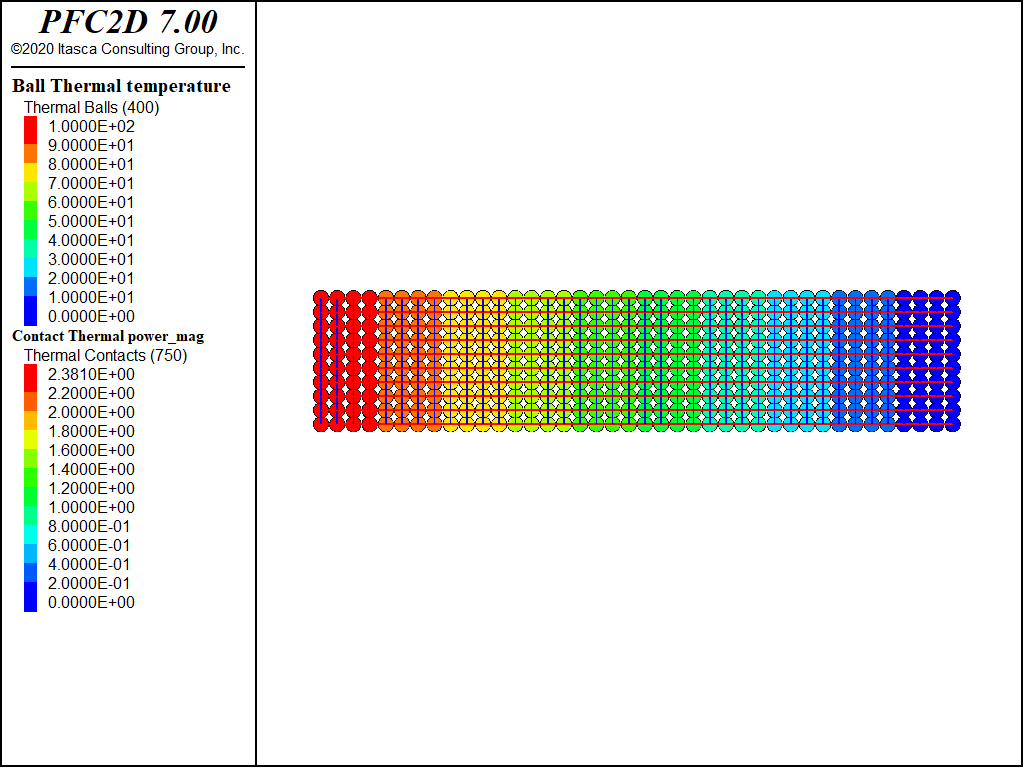 PFC2D 7.00
©2020 Itasca Consulting Group, Inc.
Ball Thermal temperature
Thermal Balls (400)
1.0000E+02
9.0000E+01
8.0000E+01
7.0000E+01
6.0000E+01
5.0000E+01
4.0000E+01
3.0000E+01
2.0000E+01
1.0000E+01
0.0000E+00
Contact Thermal power_mag
Thermal Contacts (750)
2.3810E+00
2.2000E+00
2.0000E+00
1.8000E+00
1.6000E+00
1.4000E+00
1.2000E+00
1.0000E+00
8.0000E-01
6.0000E-01
4.0000E-01
2.0000E-01
0.0000E+00